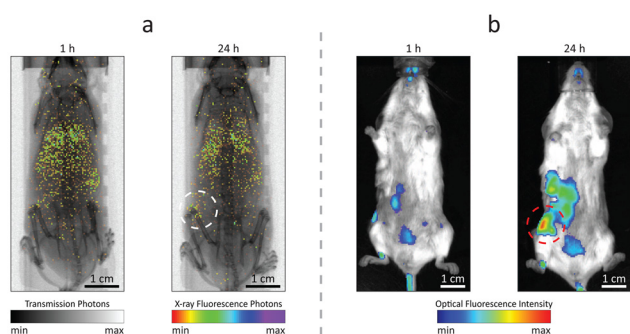 a
b
1 h
24 h
1 h
24 h
1 cm
1 cm
1 cm
1 cm
Transmission Photons
X-ray Fluorescence Photons
Optical Fluorescence Intensity
min
max
min
max
min
max